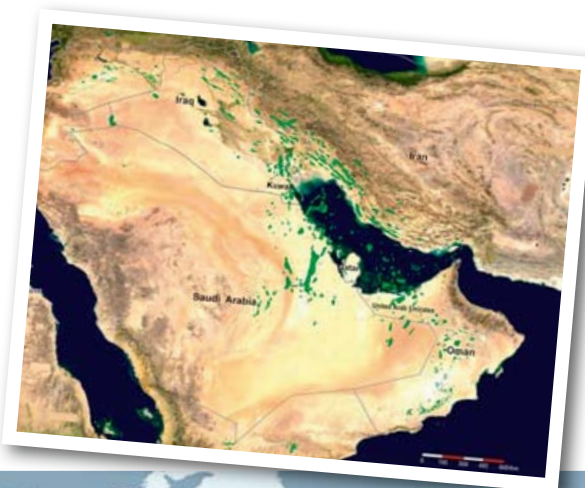 Iraq
Iran
Kuwait
Qatar
Saudi Arabia
United Arab Emirates
Oman